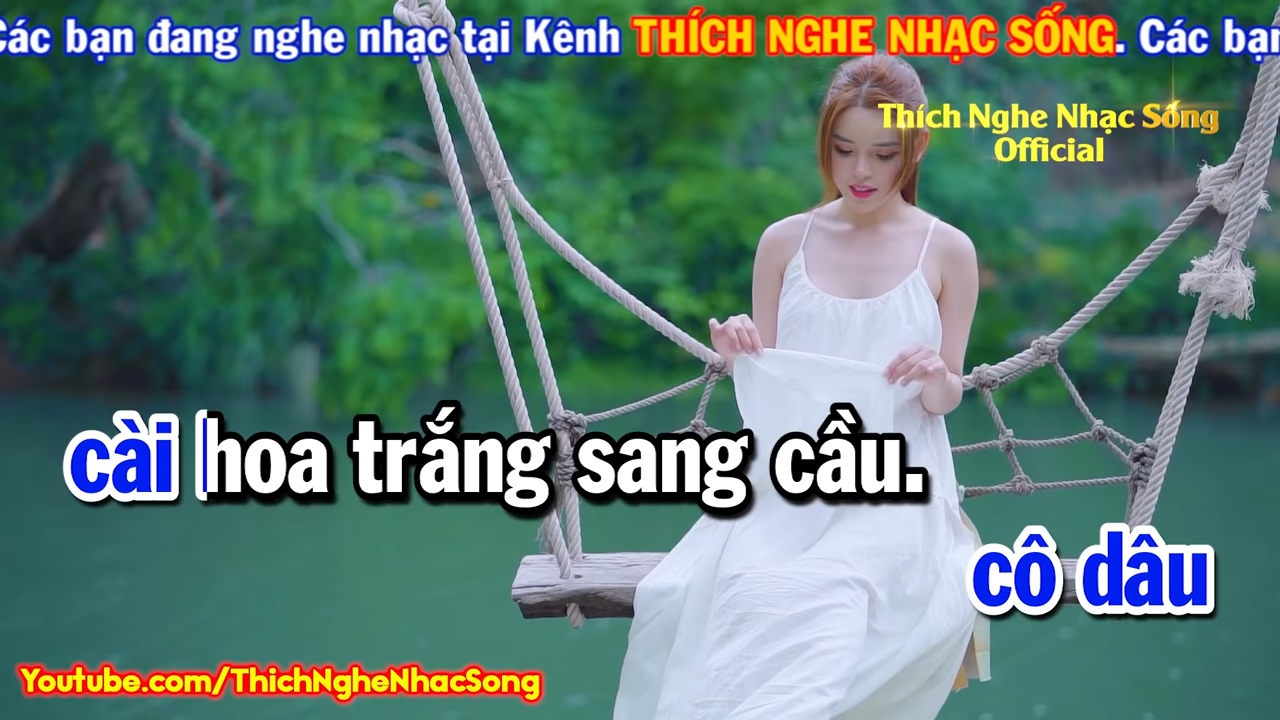 Các bạn đang nghe nhạc tại Kênh THÍCH NGHE NHẠC SỐNG. Các bạn
Thích Nghe Nhạc Sống
Official
cài hoa trắng sang cầu.
cô dâu
Youtube.com/ThichNgheNhacSong